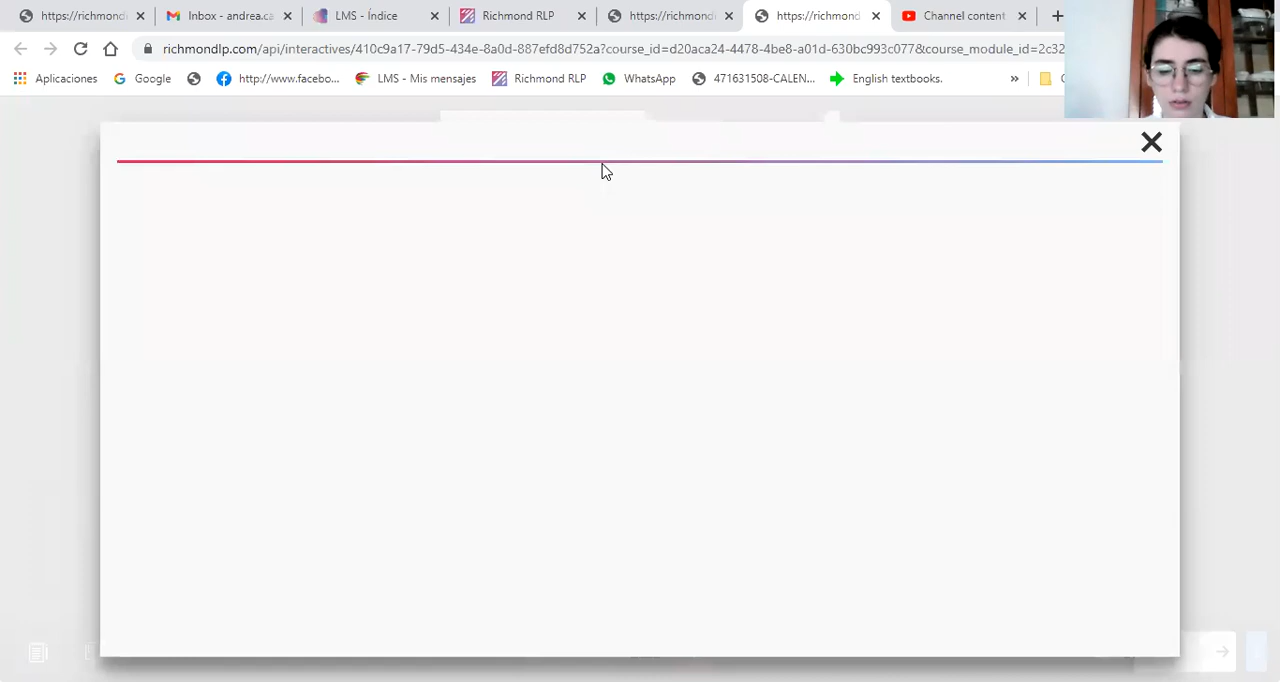 https://richmond
Inbox - andrea.ca
LMS - Índice
Richmond RLP
https://richmond
https://richmond
Channel content
richmondlp.com/api/interactives/410c9a17-79d5-434e-8a0d-887efd8d752a?course_id=d20aca24-4478-4be8-a01d-630bc993c077&course_module_id=2c32
Aplicaciones
Google
http://www.facebo...
LMS - Mis mensajes
Richmond RLP
WhatsApp
471631508-CALEN...
English textbooks.
»